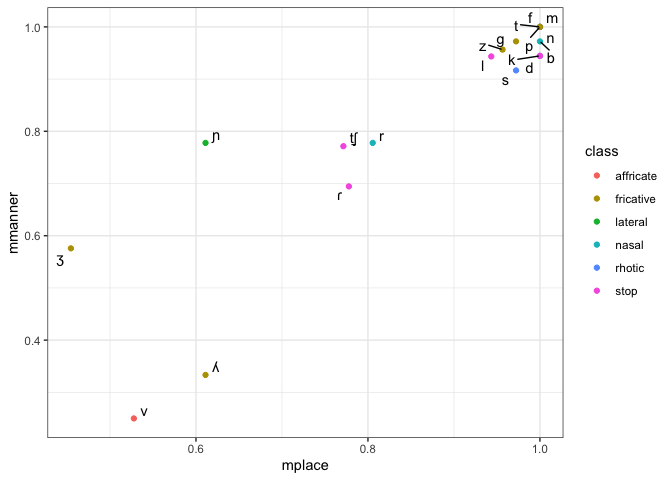 1.0
0.8
0.6
0.4
0.6
0.8
1.0
mplace
mmanner
f
m
t
g
n
z
p
k
b
l
d
s
ɲ
tʃ
r
ɾ
ʒ
ʎ
v
class
affricate
fricative
lateral
nasal
rhotic
stop